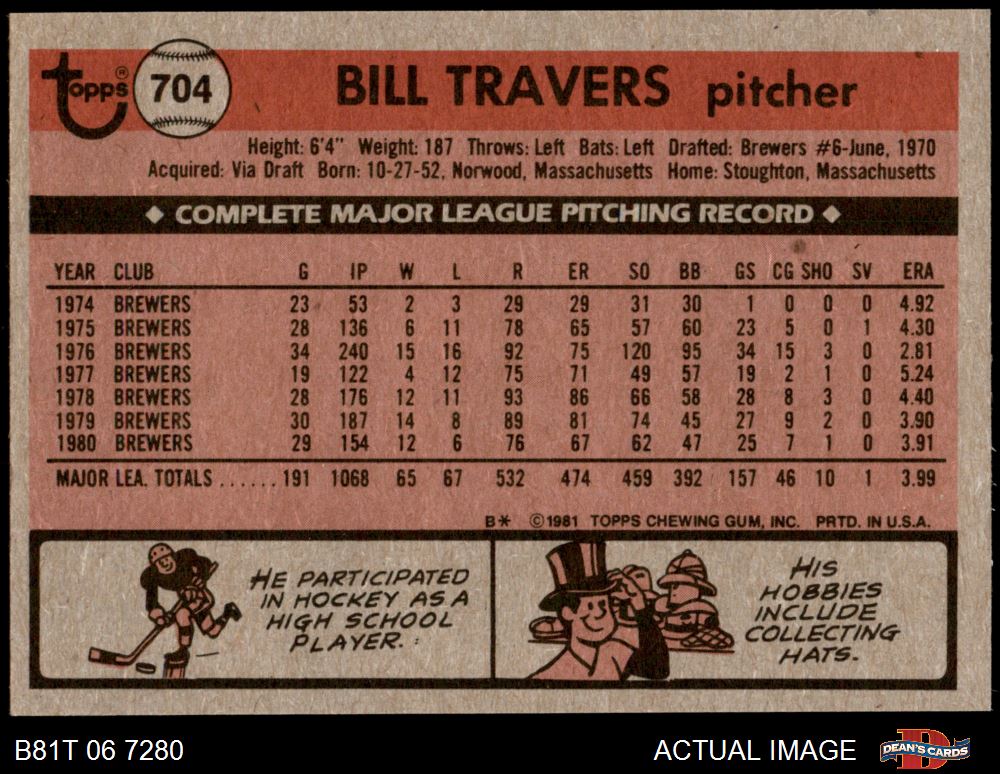 topps® 704 BILL TRAVERS pitcher
Height: 6'4" Weight: 187 Throws: Left Bats: Left Drafted: Brewers #6-June, 1970
Acquired: Via Draft Born: 10-27-52, Norwood, Massachusetts Home: Stoughton, Massachusetts
◆ COMPLETE MAJOR LEAGUE PITCHING RECORD ◆
YEAR CLUB G IP W L R ER SO BB GS CG SHO SV ERA
1974 BREWERS 23 53 2 3 29 29 31 30 1 0 0 0 4.92
1975 BREWERS 28 136 6 11 78 65 57 60 23 5 0 1 4.30
1976 BREWERS 34 240 15 16 92 75 120 95 34 15 3 0 2.81
1977 BREWERS 19 122 4 12 75 71 49 57 19 2 1 0 5.24
1978 BREWERS 28 176 12 11 93 86 66 58 28 8 3 0 4.40
1979 BREWERS 30 187 14 8 89 81 74 45 27 9 2 0 3.90
1980 BREWERS 29 154 12 6 76 67 62 47 25 7 1 0 3.91
MAJOR LEA. TOTALS ...... 191 1068 65 67 532 474 459 392 157 46 10 1 3.99
B* ©1981 TOPPS CHEWING GUM, INC. PRTD. IN U.S.A.
HE PARTICIPATED
IN HOCKEY AS A
HIGH SCHOOL
PLAYER.
HIS
HOBBIES
INCLUDE
COLLECTING
HATS.
B81T 06 7280 ACTUAL IMAGE DEAN'S CARDS